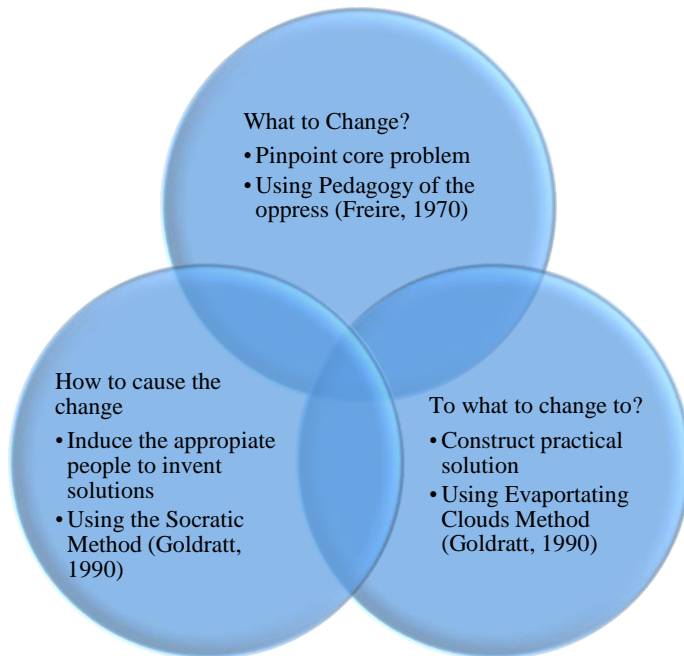 What to Change?
• Pinpoint core problem
• Using Pedagogy of the
oppress (Freire, 1970)
How to cause the
change
• Induce the appropiate
people to invent
solutions
• Using the Socratic
Method (Goldratt,
1990)
To what to change to?
• Construct practical
solution
• Using Evaportating
Clouds Method
(Goldratt, 1990)